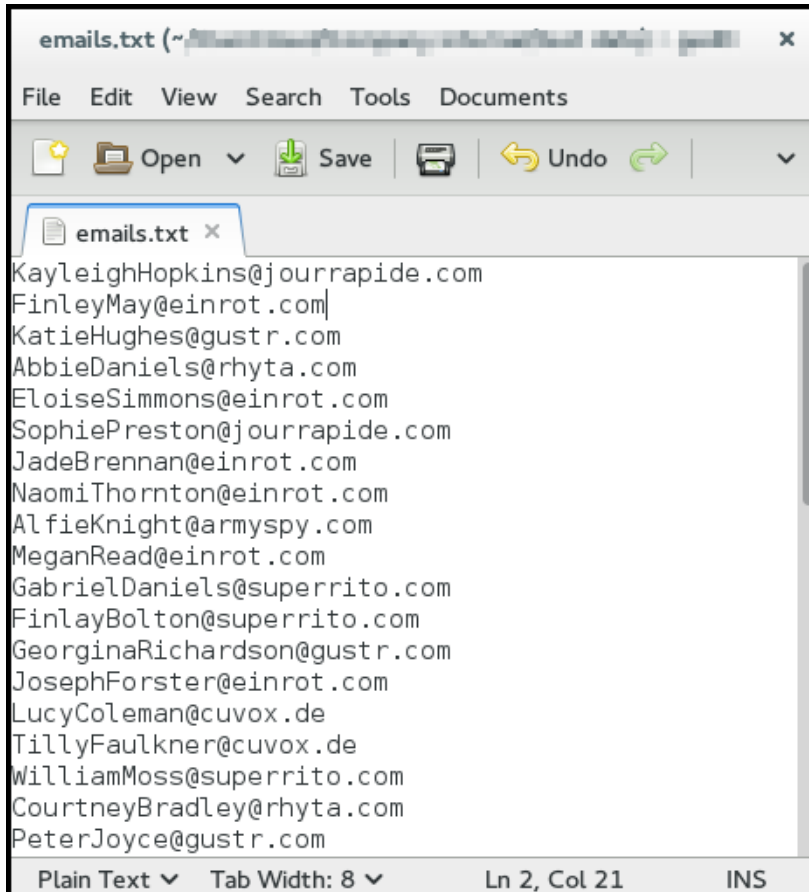 emails.txt (~
File Edit View Search Tools Documents
Open Save Undo
emails.txt
KayleighHopkins@jourrapide.com
FinleyMay@einrot.com
KatieHughes@gustr.com
AbbieDaniels@rhyta.com
EloiseSimmons@einrot.com
SophiePreston@jourrapide.com
JadeBrennan@einrot.com
NaomiThornton@einrot.com
AlfieKnight@armyspy.com
MeganRead@einrot.com
GabrielDaniels@superrito.com
FinlayBolton@superrito.com
GeorginaRichardson@gustr.com
JosephForster@einrot.com
LucyColeman@cuvox.de
TillyFaulkner@cuvox.de
WilliamMoss@superrito.com
CourtneyBradley@rhyta.com
PeterJoyce@gustr.com
Plain Text Tab Width: 8 Ln 2, Col 21 INS